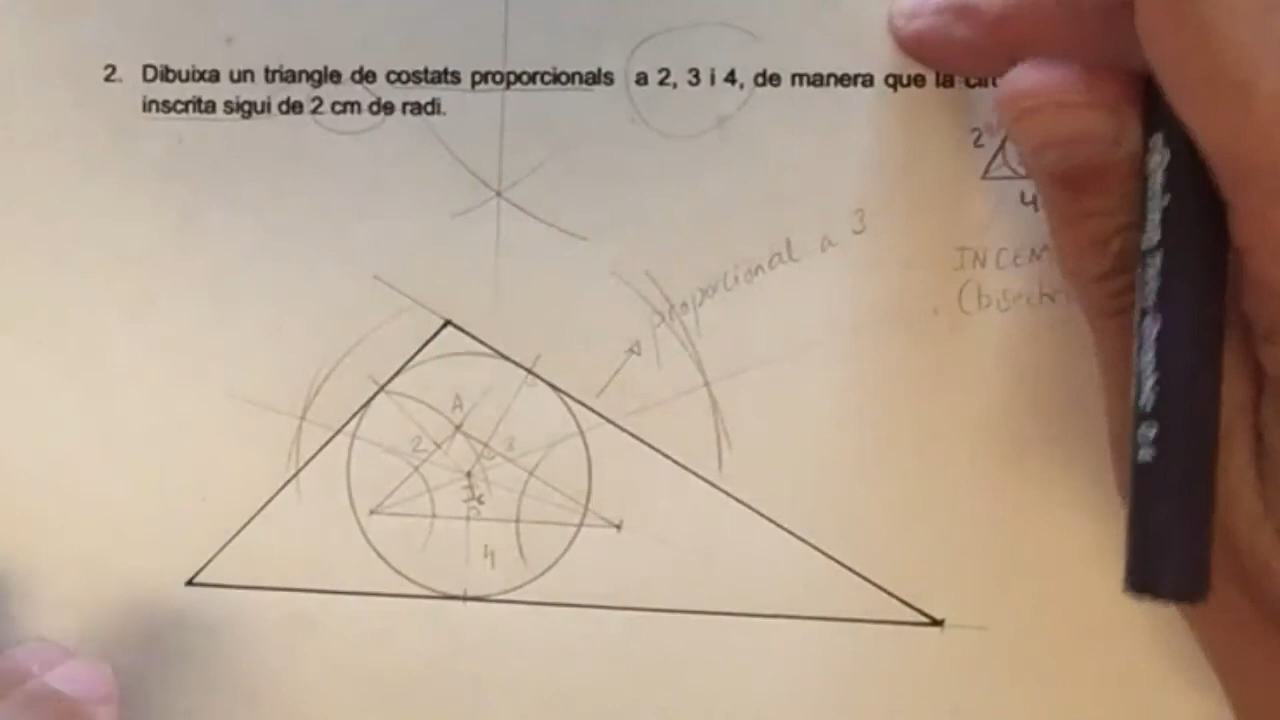 2. Dibuixa un triangle de costats proporcionals a 2, 3 i 4, de manera que la
inscrita sigui de 2 cm de radi.
2
4
proporcional a 3
A
2
3
4